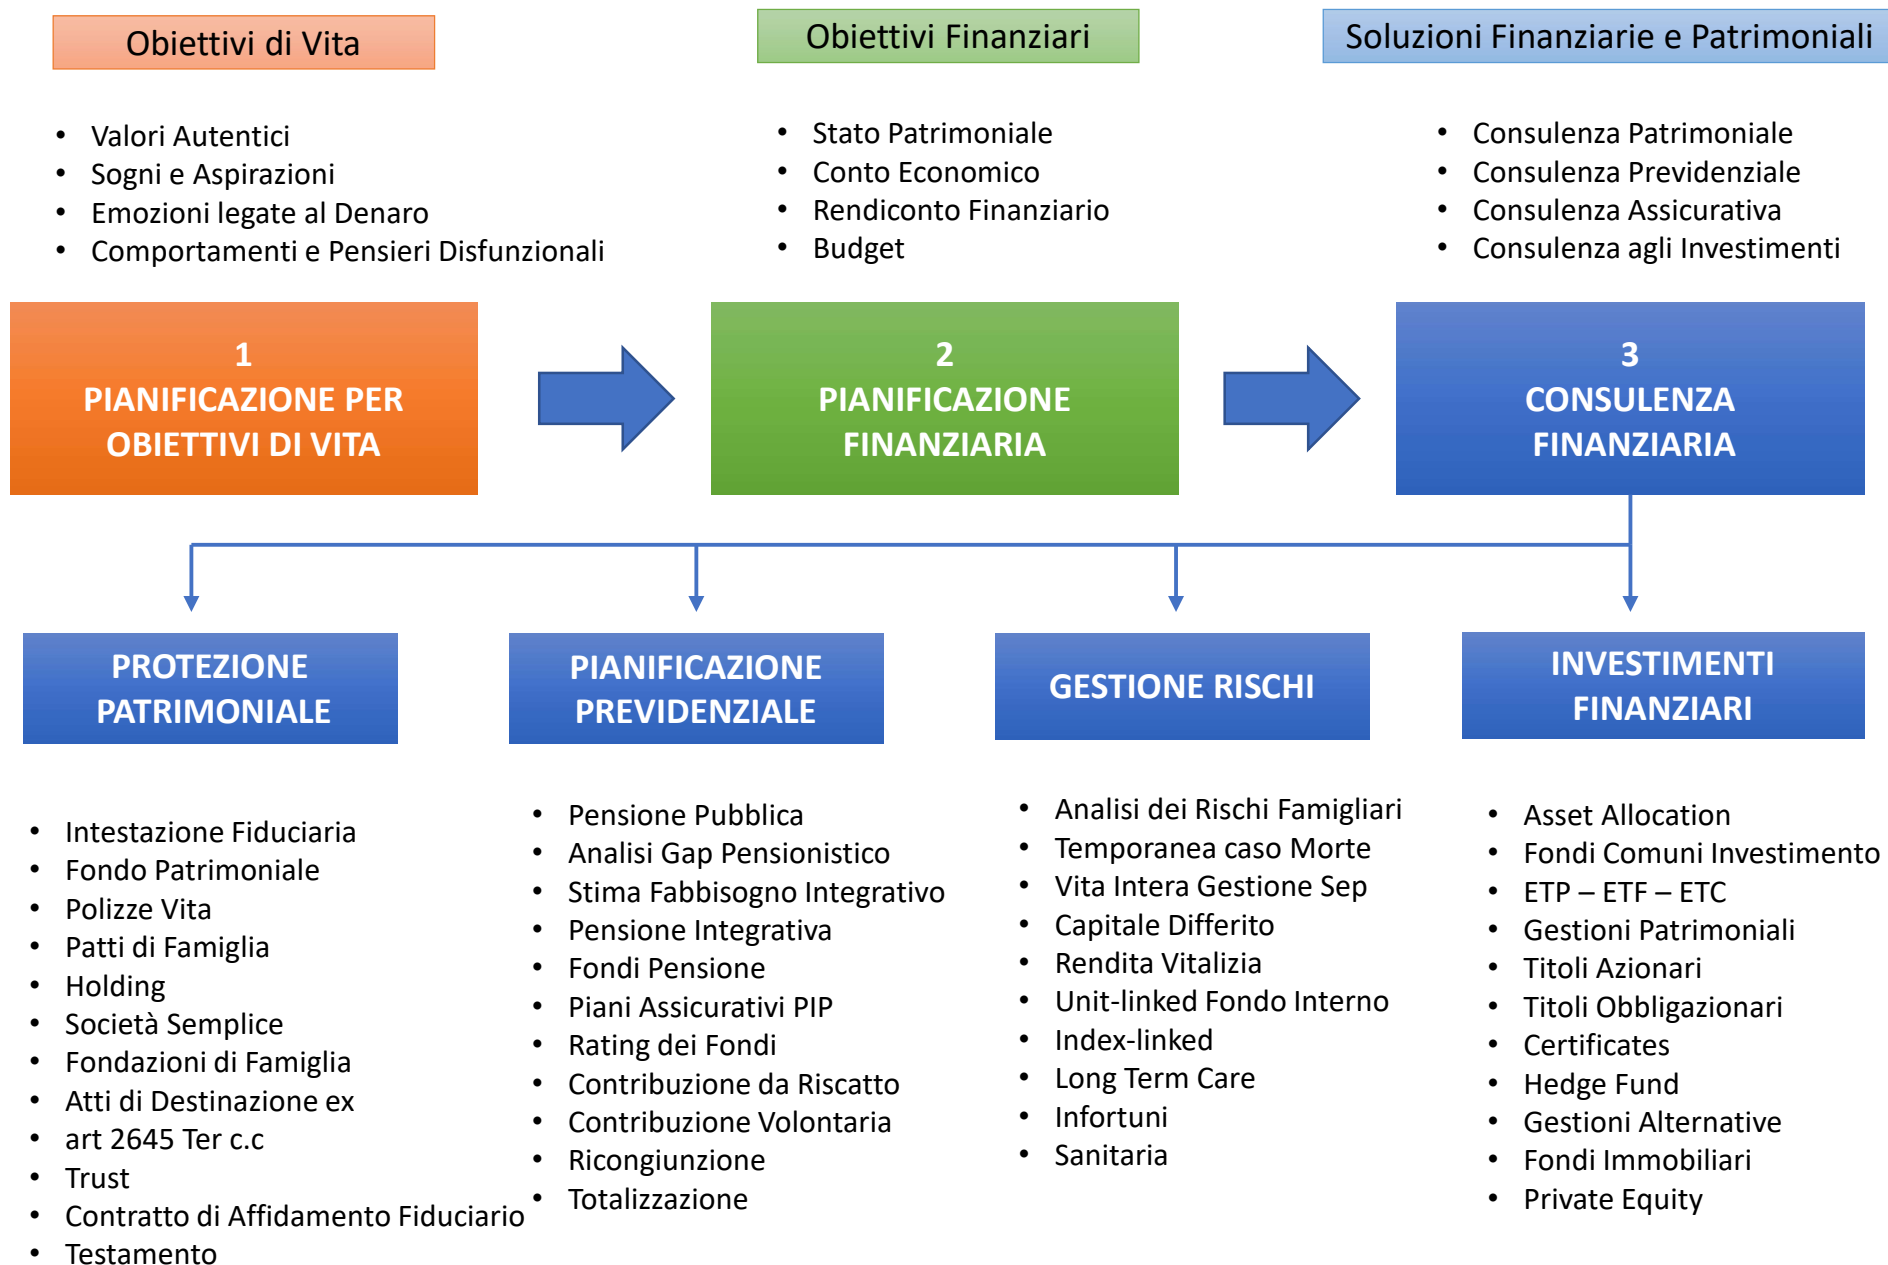 Obiettivi di Vita
Obiettivi Finanziari
Soluzioni Finanziarie e Patrimoniali
• Valori Autentici
• Sogni e Aspirazioni
• Emozioni legate al Denaro
• Comportamenti e Pensieri Disfunzionali
• Stato Patrimoniale
• Conto Economico
• Rendiconto Finanziario
• Budget
• Consulenza Patrimoniale
• Consulenza Previdenziale
• Consulenza Assicurativa
• Consulenza agli Investimenti
1
PIANIFICAZIONE PER
OBIETTIVI DI VITA
2
PIANIFICAZIONE
FINANZIARIA
3
CONSULENZA
FINANZIARIA
PROTEZIONE
PATRIMONIALE
PIANIFICAZIONE
PREVIDENZIALE
GESTIONE RISCHI
INVESTIMENTI
FINANZIARI
• Intestazione Fiduciaria
• Fondo Patrimoniale
• Polizze Vita
• Patti di Famiglia
• Holding
• Società Semplice
• Fondazioni di Famiglia
• Atti di Destinazione ex
• art 2645 Ter c.c
• Trust
• Contratto di Affidamento Fiduciario
• Testamento
• Pensione Pubblica
• Analisi Gap Pensionistico
• Stima Fabbisogno Integrativo
• Pensione Integrativa
• Fondi Pensione
• Piani Assicurativi PIP
• Rating dei Fondi
• Contribuzione da Riscatto
• Contribuzione Volontaria
• Ricongiunzione
• Totalizzazione
• Analisi dei Rischi Famigliari
• Temporanea caso Morte
• Vita Intera Gestione Sep
• Capitale Differito
• Rendita Vitalizia
• Unit-linked Fondo Interno
• Index-linked
• Long Term Care
• Infortuni
• Sanitaria
• Asset Allocation
• Fondi Comuni Investimento
• ETP – ETF – ETC
• Gestioni Patrimoniali
• Titoli Azionari
• Titoli Obbligazionari
• Certificates
• Hedge Fund
• Gestioni Alternative
• Fondi Immobiliari
• Private Equity